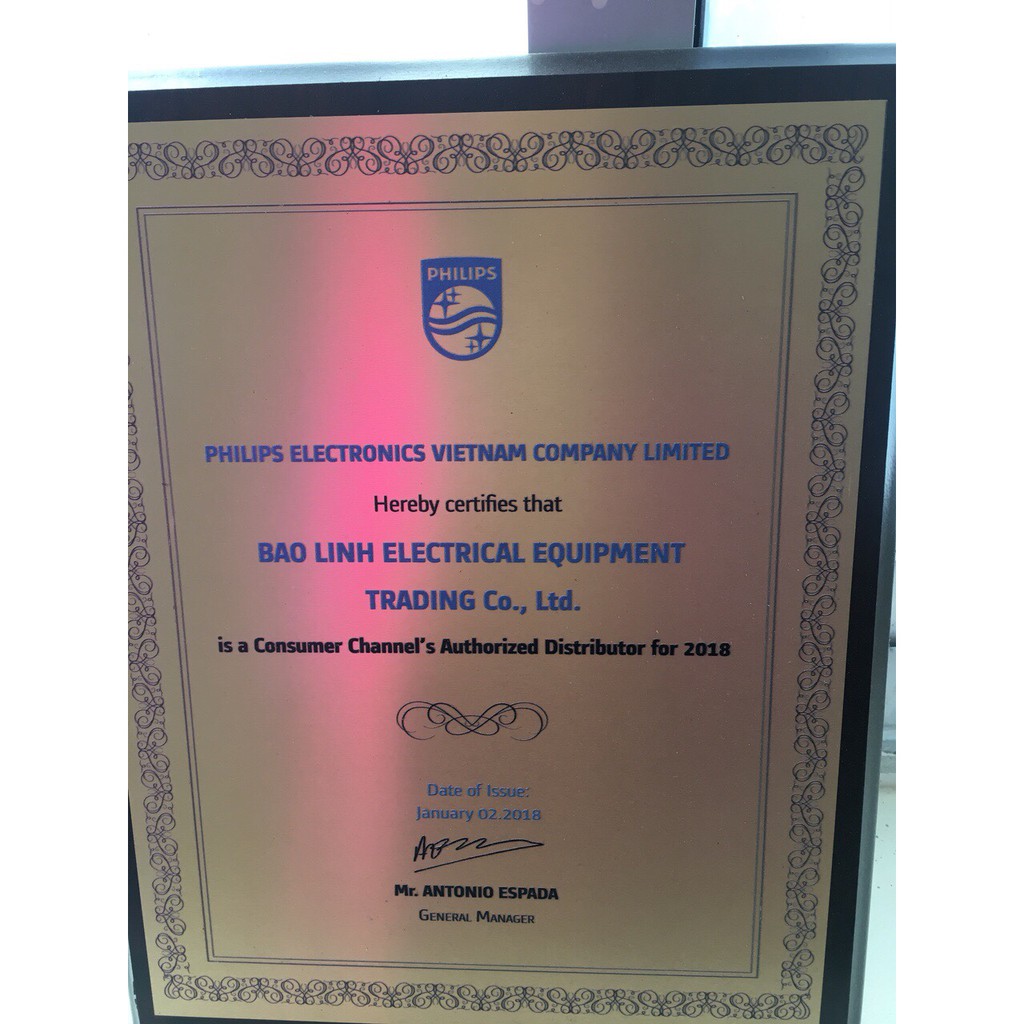 PHILIPS
PHILIPS ELECTRONICS VIETNAM COMPANY LIMITED
Hereby certifies that
BAO LINH ELECTRICAL EQUIPMENT
TRADING Co., Ltd.
is a Consumer Channel's Authorized Distributor for 2018
Date of Issue:
January 02.2018
Mr. ANTONIO ESPADA
GENERAL MANAGER